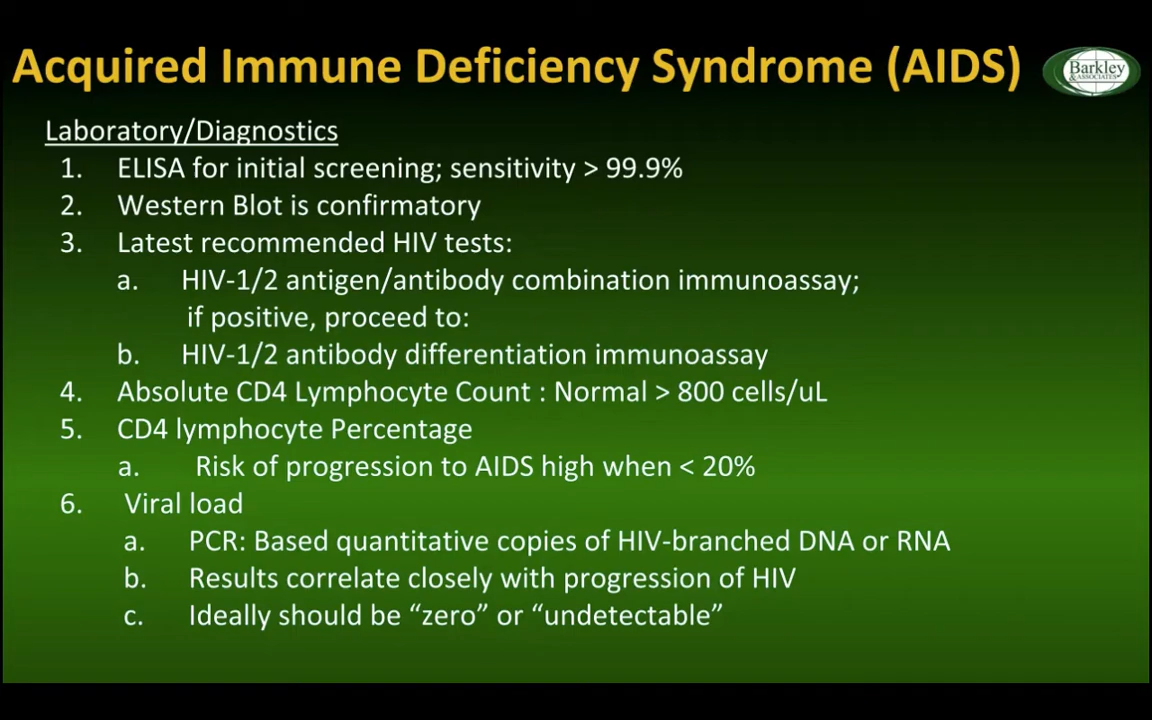 Acquired Immune Deficiency Syndrome (AIDS)
Barkley
& ASSOCIATES
Laboratory/Diagnostics
1. ELISA for initial screening; sensitivity > 99.9%
2. Western Blot is confirmatory
3. Latest recommended HIV tests:
a. HIV-1/2 antigen/antibody combination immunoassay;
if positive, proceed to:
b. HIV-1/2 antibody differentiation immunoassay
4. Absolute CD4 Lymphocyte Count : Normal > 800 cells/uL
5. CD4 lymphocyte Percentage
a. Risk of progression to AIDS high when < 20%
6. Viral load
a. PCR: Based quantitative copies of HIV-branched DNA or RNA
b. Results correlate closely with progression of HIV
c. Ideally should be “zero” or “undetectable”